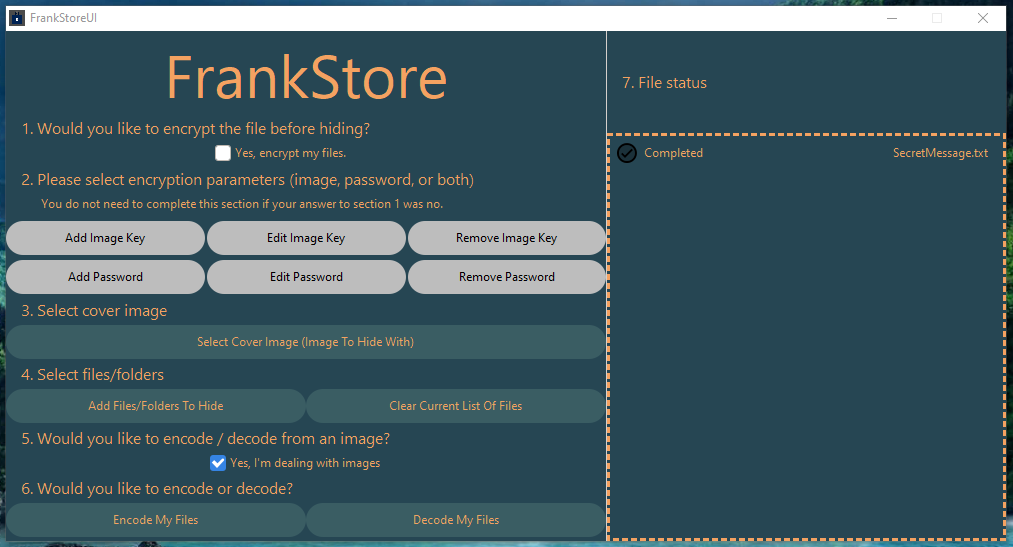 FrankStoreUI
FrankStore
1. Would you like to encrypt the file before hiding?
Yes, encrypt my files.
2. Please select encryption parameters (image, password, or both)
You do not need to complete this section if your answer to section 1 was no.
Add Image Key
Edit Image Key
Remove Image Key
Add Password
Edit Password
Remove Password
3. Select cover image
Select Cover Image (Image To Hide With)
4. Select files/folders
Add Files/Folders To Hide
Clear Current List Of Files
5. Would you like to encode / decode from an image?
Yes, I'm dealing with images
6. Would you like to encode or decode?
Encode My Files
Decode My Files
7. File status
Completed
SecretMessage.txt